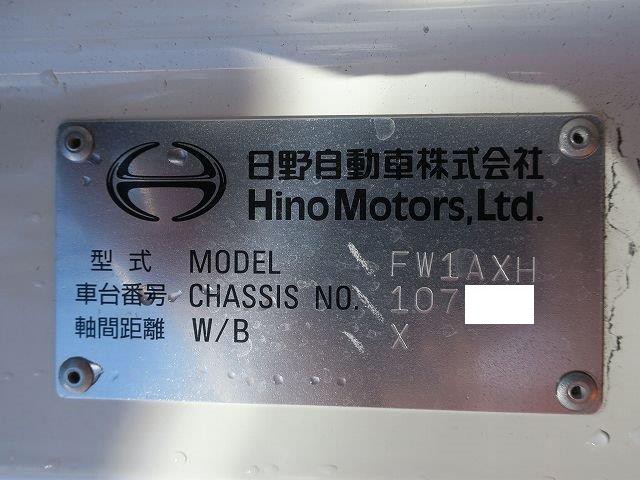 日野自動車株式会社
Hino Motors,Ltd.
型式 MODEL FW1AXH
車台番号 CHASSIS NO. 107
軸間距離 W/B X